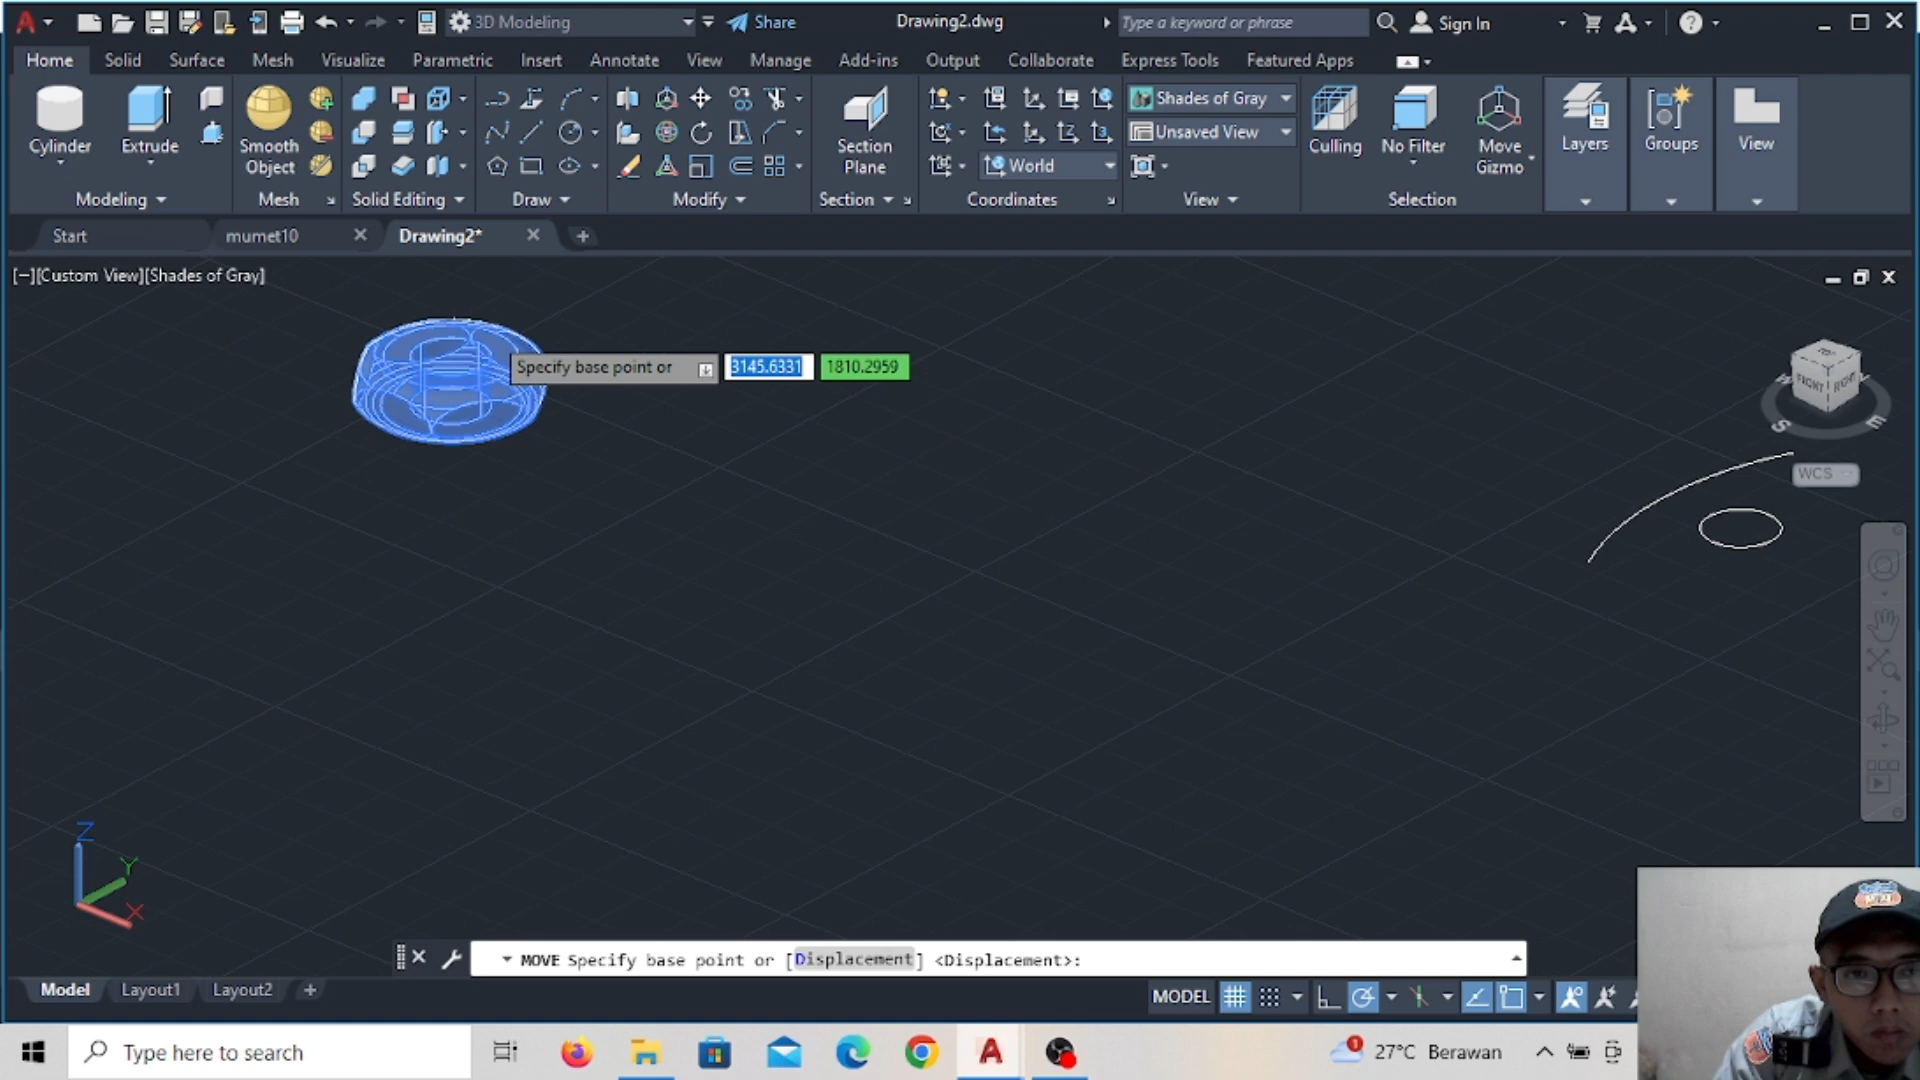 3D Modeling Share Drawing2.dwg Type a keyword or phrase Sign In
Home Solid Surface Mesh Visualize Parametric Insert Annotate View Manage Add-ins Output Collaborate Express Tools Featured Apps
Cylinder
Extrude
Smooth
Object
Section
Plane
World
Shades of Gray
Unsaved View
Culling
No Filter
Move
Gizmo
Layers
Groups
View
Modeling Mesh Solid Editing Draw Modify Section Coordinates View Selection
Start mumet10 Drawing2*
[−][Custom View][Shades of Gray]
Specify base point or 3145.6331 1810.2959
FRONT RIGHT
S E
WCS
Z
Y
X
MOVE Specify base point or [Displacement] <Displacement>:
Model Layout1 Layout2 + MODEL
Type here to search 1 27°C Berawan